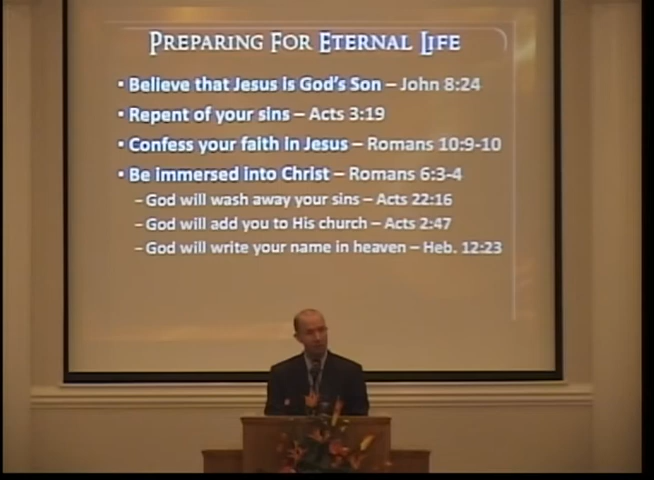 PREPARING FOR ETERNAL LIFE
• Believe that Jesus is God's Son – John 8:24
• Repent of your sins – Acts 3:19
• Confess your faith in Jesus – Romans 10:9-10
• Be immersed into Christ – Romans 6:3-4
– God will wash away your sins – Acts 22:16
– God will add you to His church – Acts 2:47
– God will write your name in heaven – Heb. 12:23